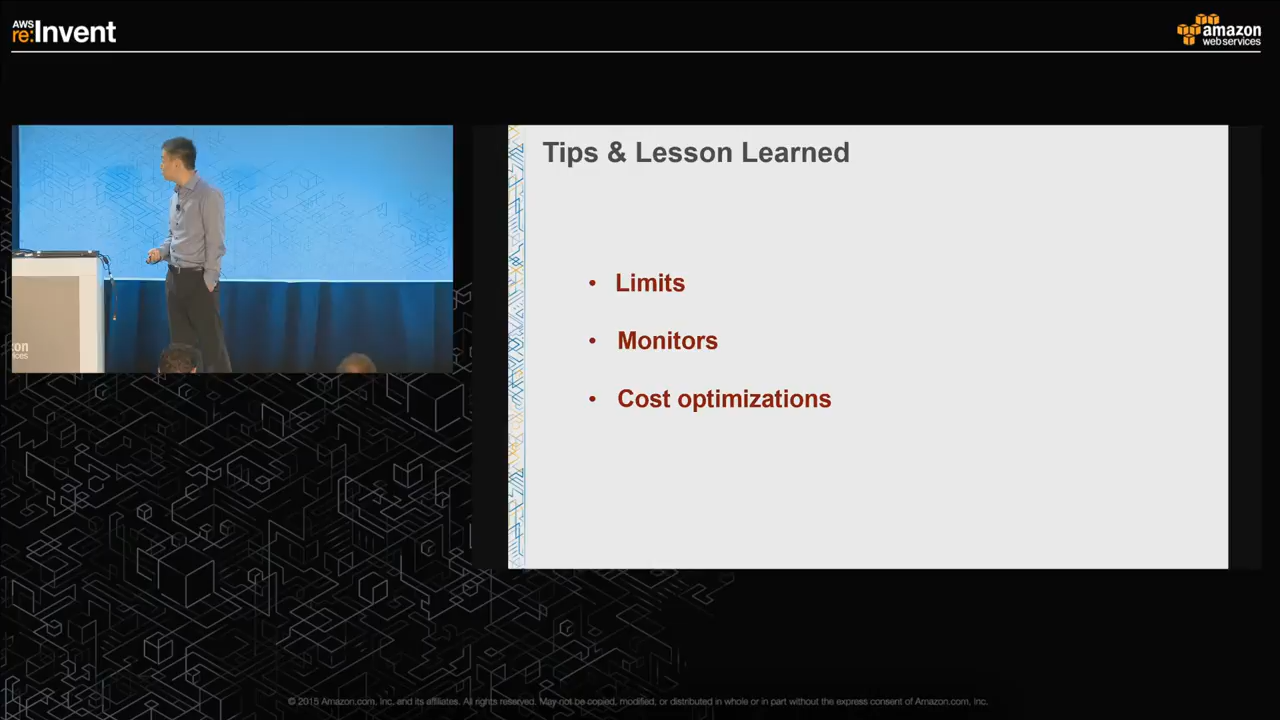 AWS
re:Invent
amazon
web services
Tips & Lesson Learned
• Limits
• Monitors
• Cost optimizations
on
ices
© 2015 Amazon.com, Inc. and its affiliates. All rights reserved. May not be copied, modified, or distributed in whole or in part without the express consent of Amazon.com, Inc.